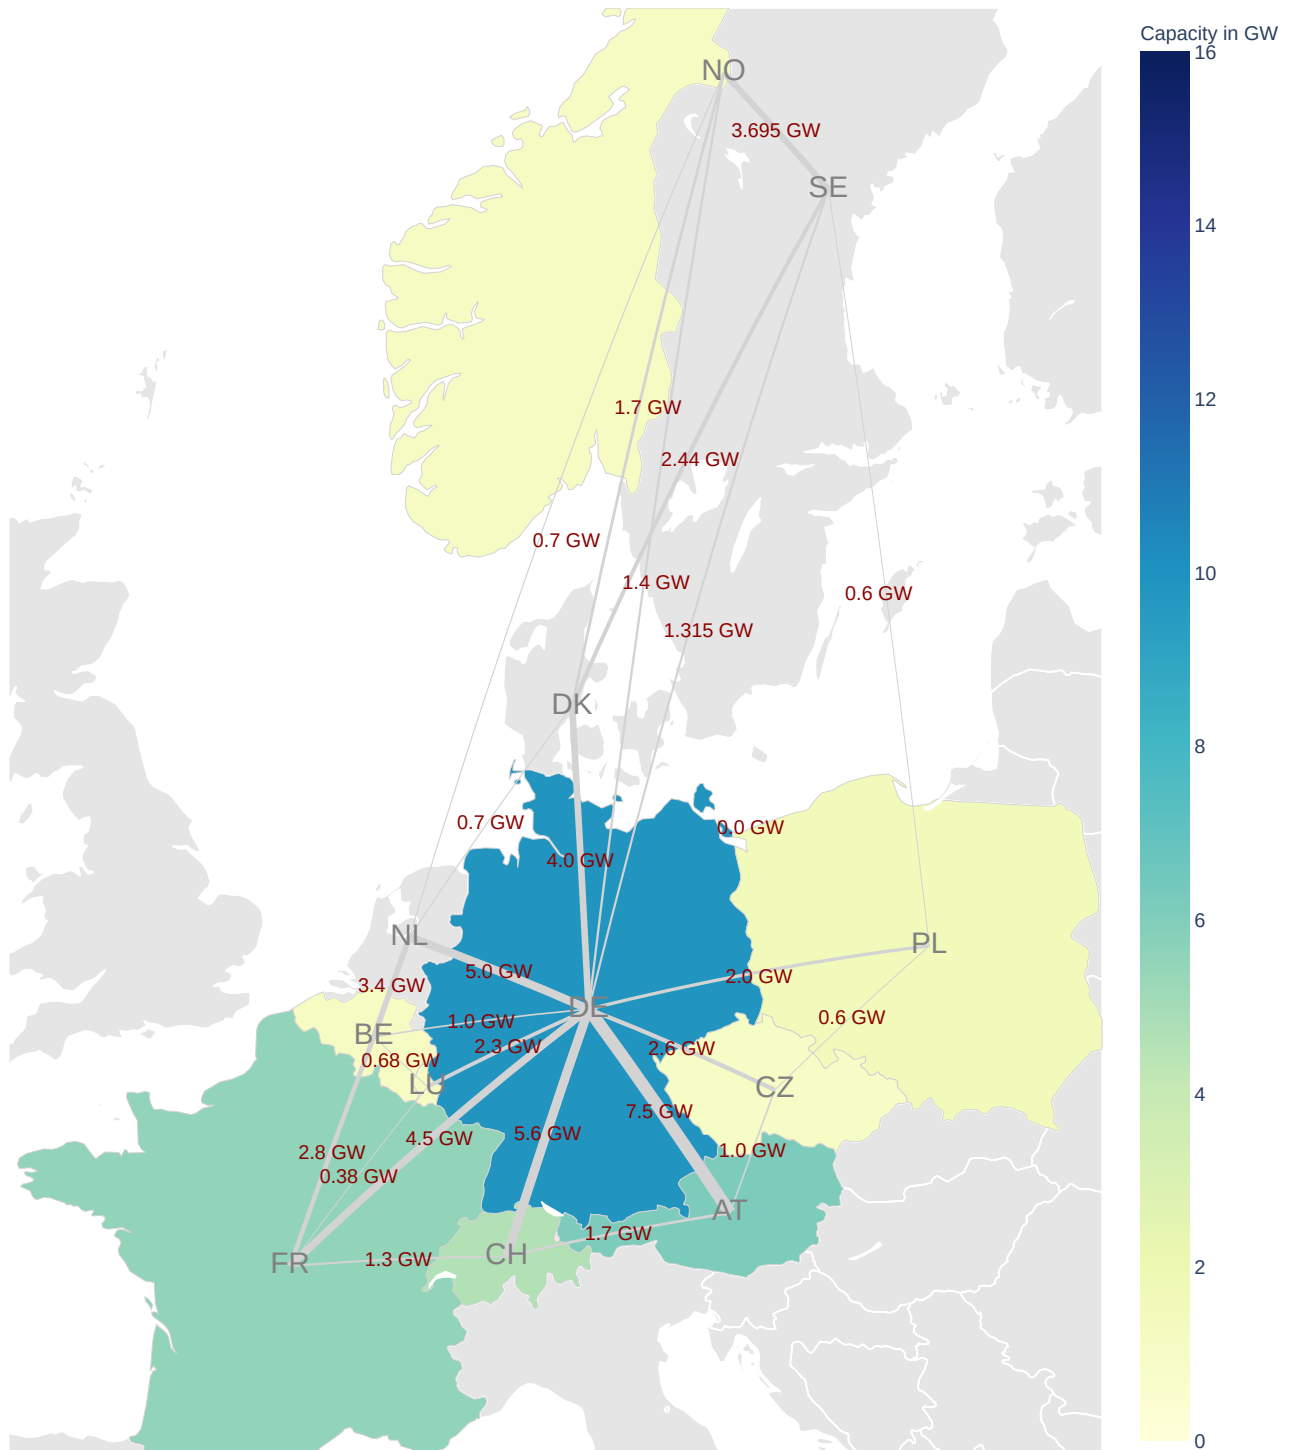 Capacity in GW
16
14
12
10
8
6
4
2
0
NO
3.695 GW
SE
1.7 GW
2.44 GW
0.7 GW
1.4 GW
0.6 GW
1.315 GW
DK
0.7 GW
0.0 GW
4.0 GW
NL
PL
5.0 GW
2.0 GW
3.4 GW
DE
1.0 GW
0.6 GW
BE
2.3 GW
2.6 GW
0.68 GW
LU
CZ
7.5 GW
4.5 GW
5.6 GW
2.8 GW
1.0 GW
0.38 GW
AT
1.7 GW
FR
1.3 GW
CH